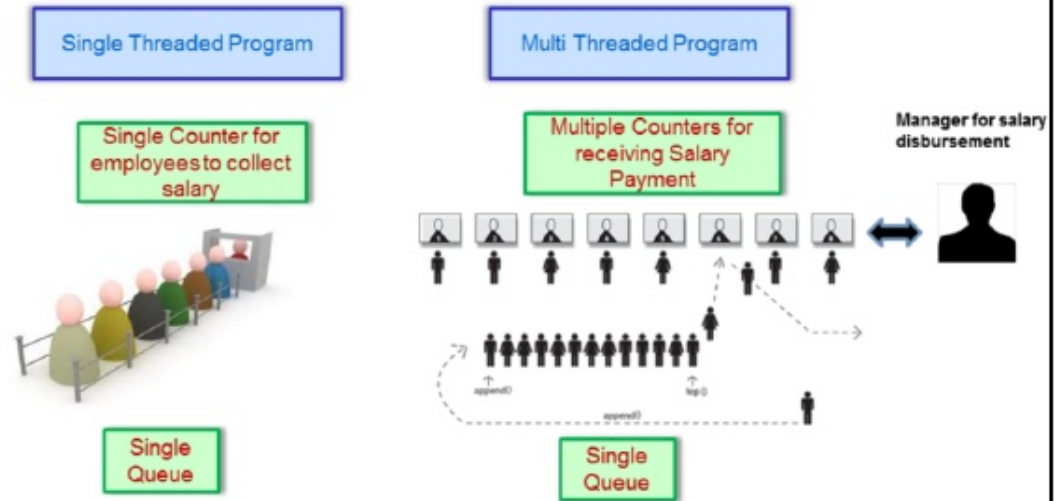 Single Threaded Program
Multi Threaded Program
Single Counter for
employees to collect
salary
Multiple Counters for
receiving Salary
Payment
Manager for salary
disbursement
append()
top()
append()
Single
Queue
Single
Queue